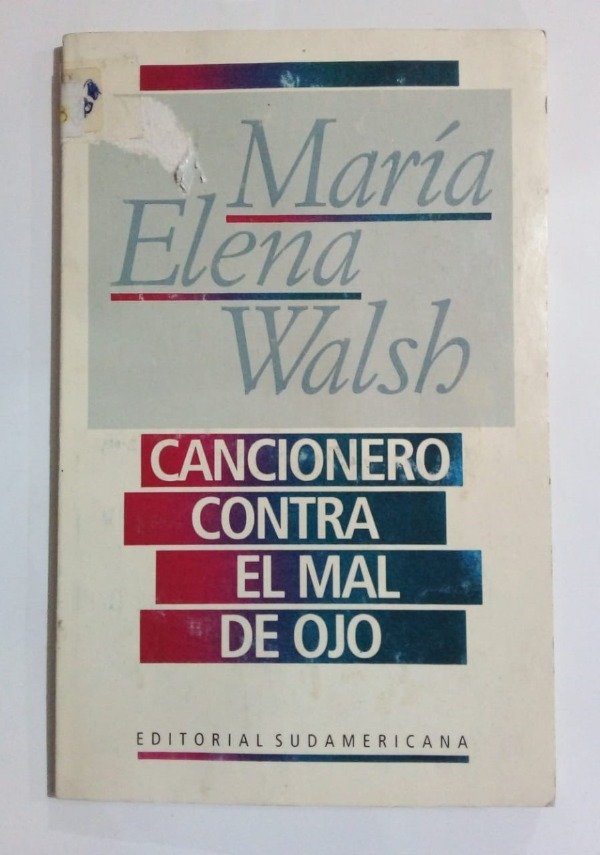 María
Elena
Walsh
CANCIONERO
CONTRA
EL MAL
DE OJO
EDITORIAL SUDAMERICANA